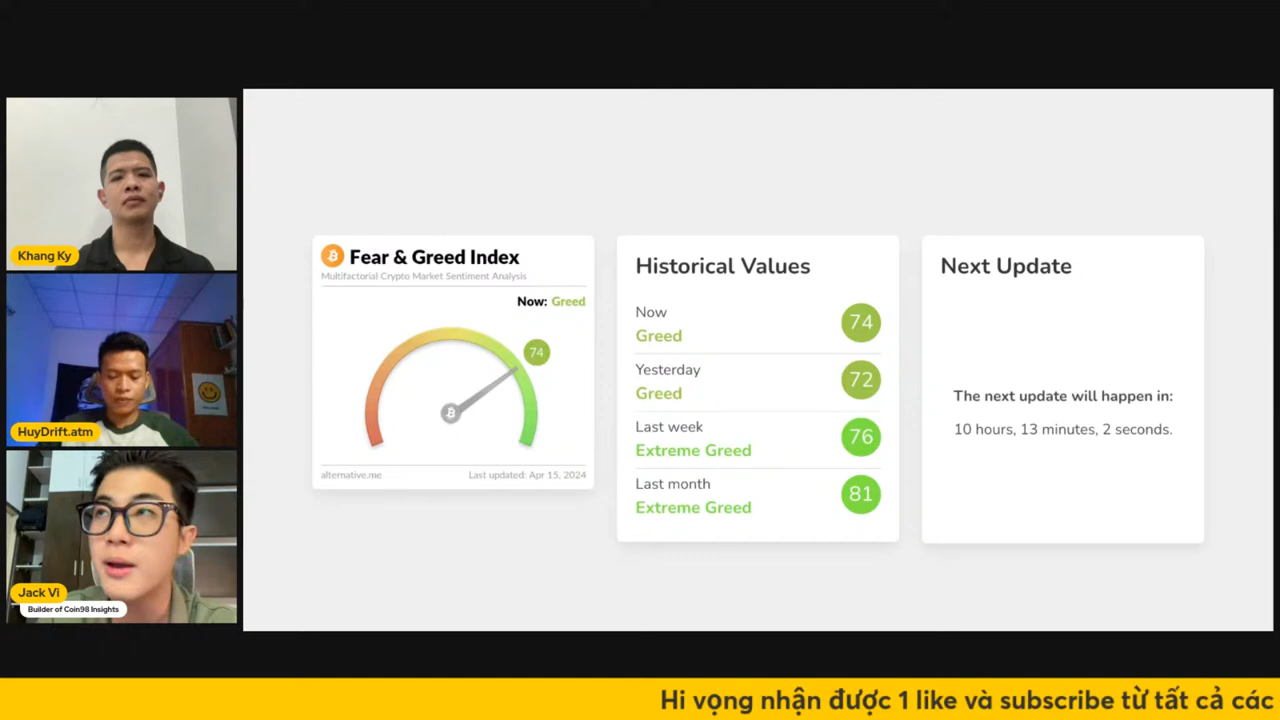 Khang Ky
HuyDrift.atm
Jack Vĩ
Builder of Coin98 Insights
Fear & Greed Index
Multifactorial Crypto Market Sentiment Analysis
Now: Greed
74
alternative.me
Last updated: Apr 15, 2024
Historical Values
Now
Greed
74
Yesterday
Greed
72
Last week
Extreme Greed
76
Last month
Extreme Greed
81
Next Update
The next update will happen in:
10 hours, 13 minutes, 2 seconds.
Hi vọng nhận được 1 like và subscribe từ tất cả các